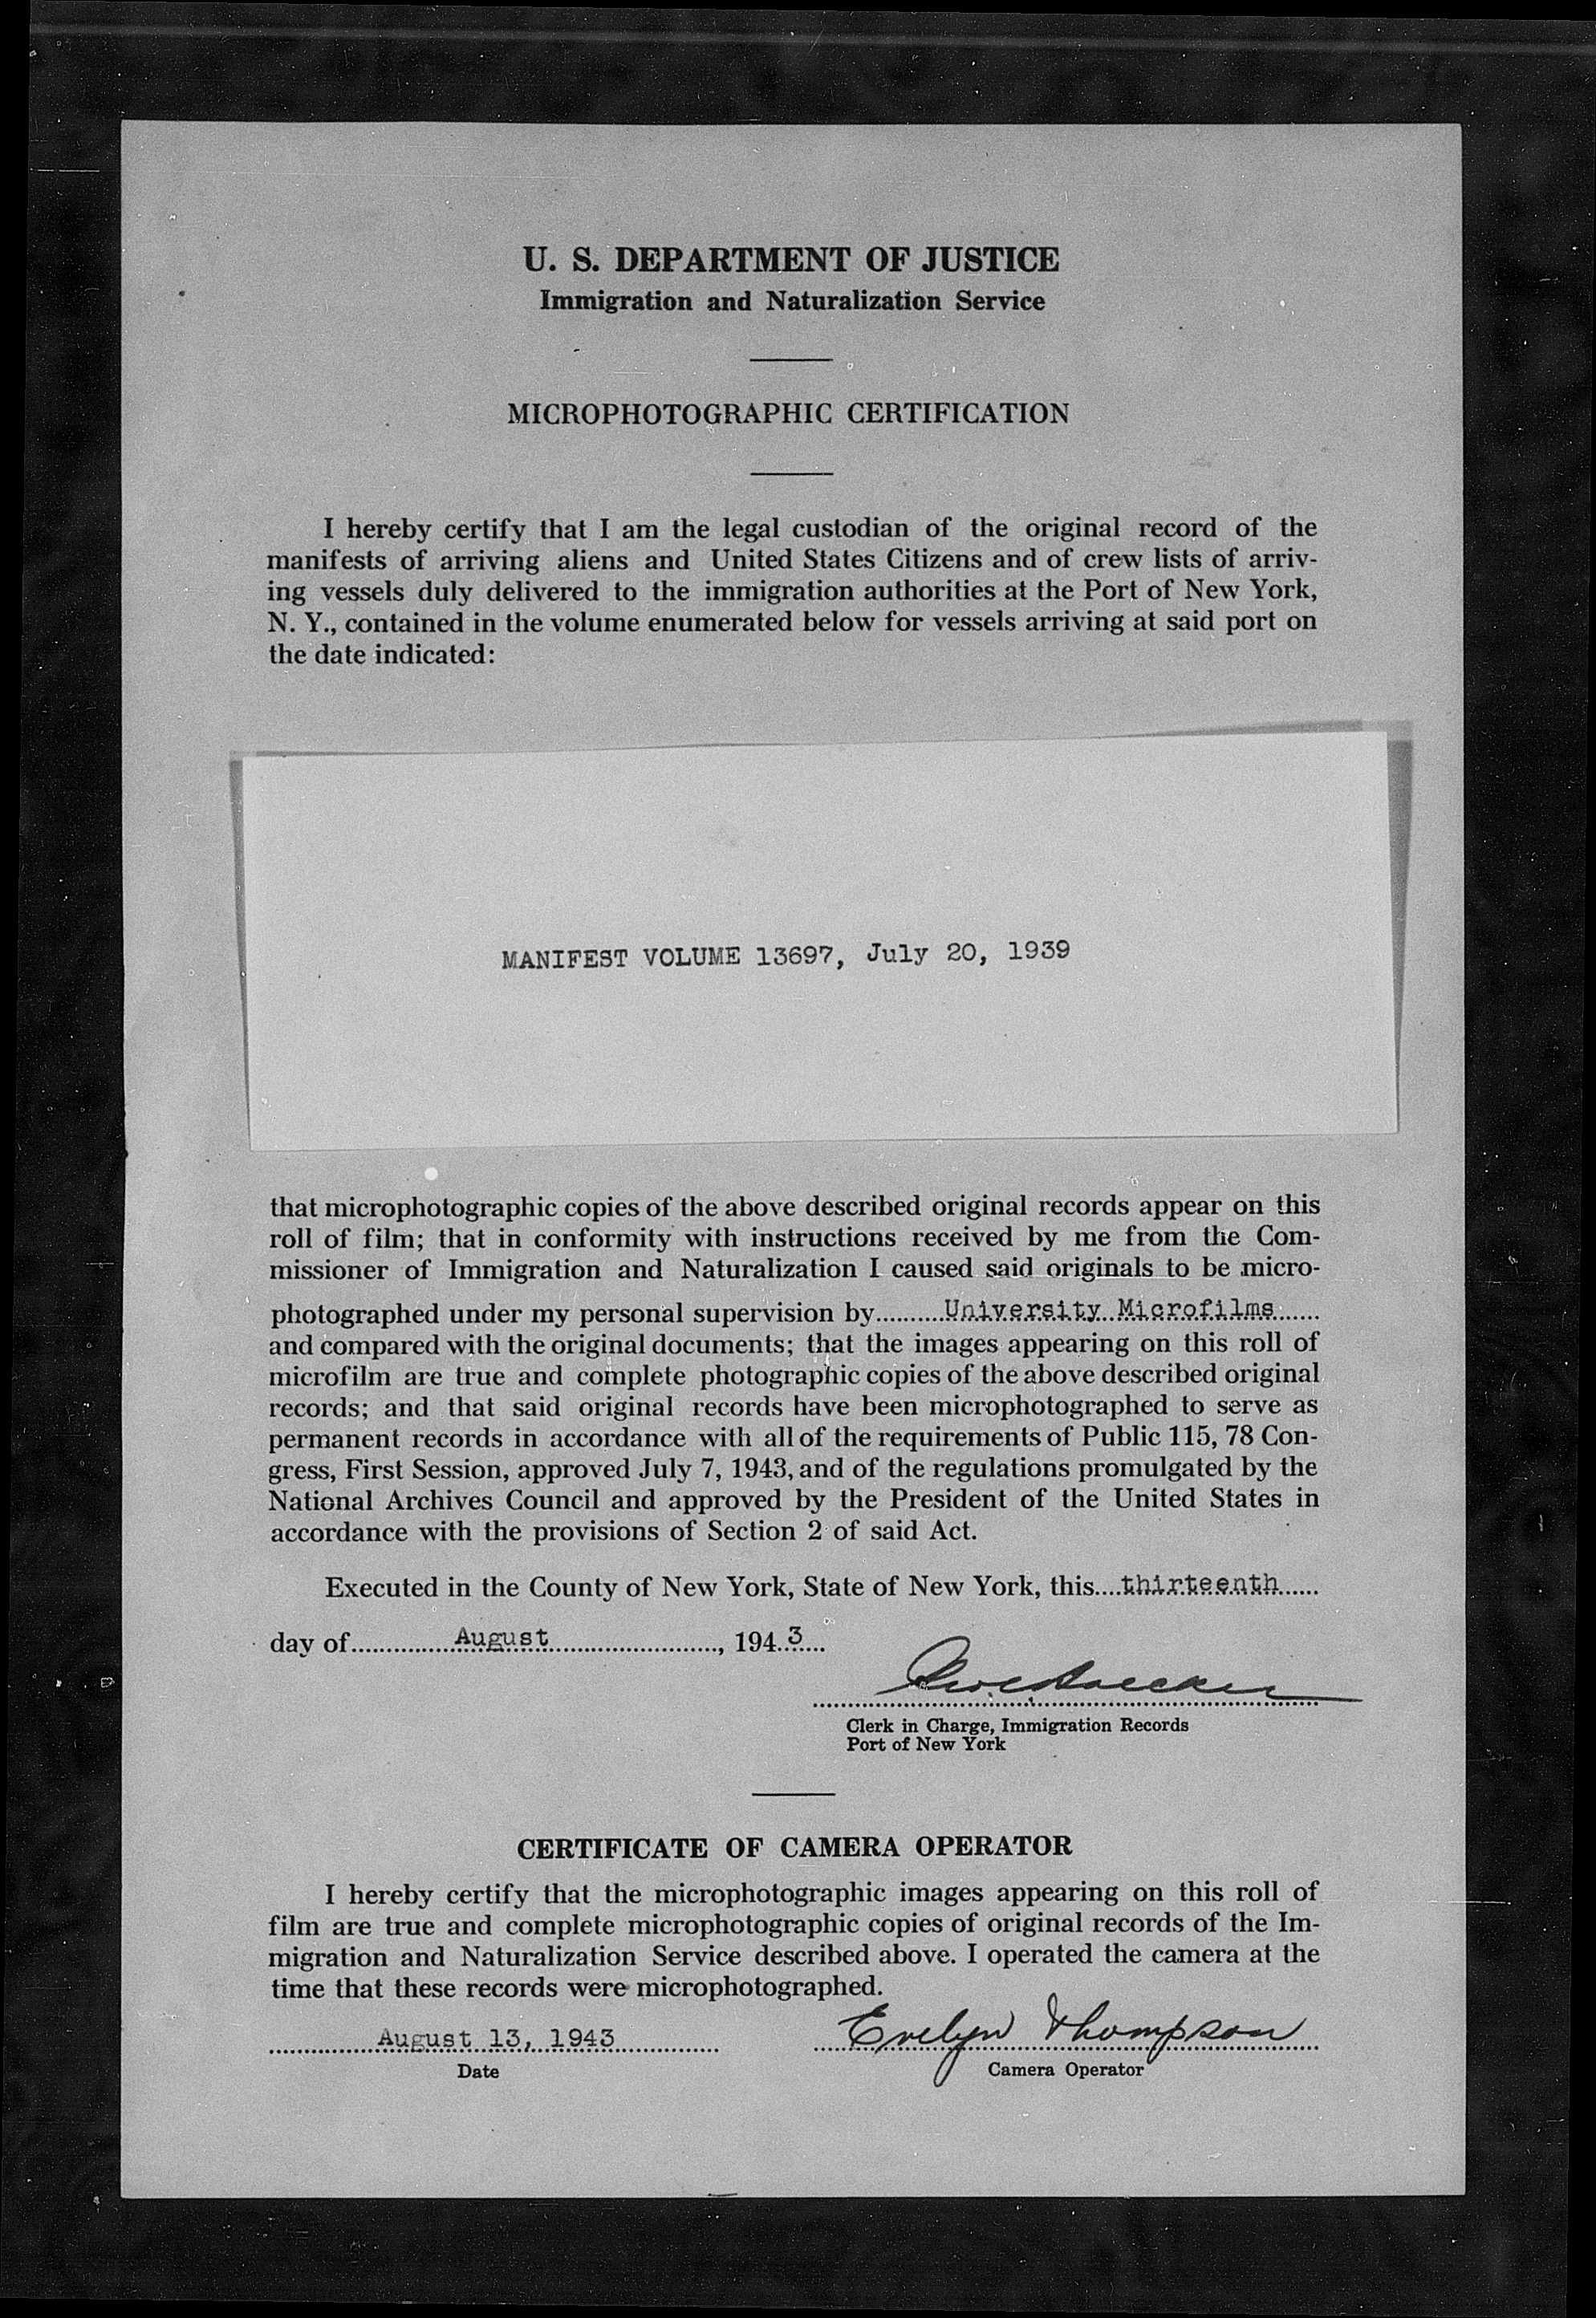 U. S. DEPARTMENT OF JUSTICE
Immigration and Naturalization Service
MICROPHOTOGRAPHIC CERTIFICATION
I hereby certify that I am the legal custodian of the original record of the
manifests of arriving aliens and United States Citizens and of crew lists of arriv-
ing vessels duly delivered to the immigration authorities at the Port of New York,
N. Y., contained in the volume enumerated below for vessels arriving at said port on
the date indicated:
MANIFEST VOLUME 13697, July 20, 1939
that microphotographic copies of the above described original records appear on this
roll of film; that in conformity with instructions received by me from the Com-
missioner of Immigration and Naturalization I caused said originals to be micro-
photographed under my personal supervision by..........University Microfilms......
and compared with the original documents; that the images appearing on this roll of
microfilm are true and complete photographic copies of the above described original
records; and that said original records have been microphotographed to serve as
permanent records in accordance with all of the requirements of Public 115, 78 Con-
gress, First Session, approved July 7, 1943, and of the regulations promulgated by the
National Archives Council and approved by the President of the United States in
accordance with the provisions of Section 2 of said Act.
Executed in the County of New York, State of New York, this....thirteenth......
day of...............August........................, 194..3...
Clerk in Charge, Immigration Records
Port of New York
CERTIFICATE OF CAMERA OPERATOR
I hereby certify that the microphotographic images appearing on this roll of
film are true and complete microphotographic copies of original records of the Im-
migration and Naturalization Service described above. I operated the camera at the
time that these records were microphotographed.
August 13, 1943 Evelyn Thompson
Date Camera Operator